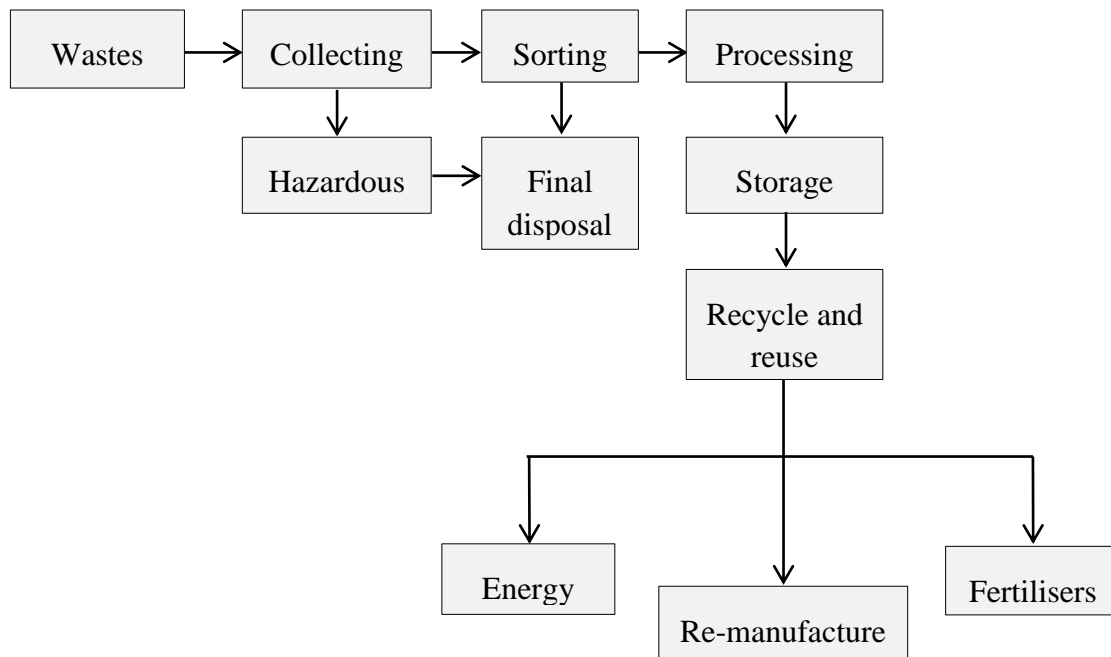 Wastes
Collecting
Sorting
Processing
Hazardous
Final
disposal
Storage
Recycle and
reuse
Energy
Re-manufacture
Fertilisers